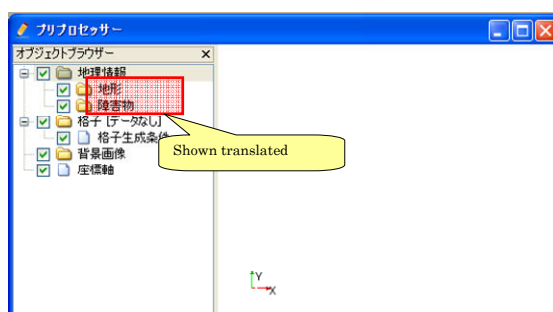 プリプロセッサー
オブジェクトブラウザー
地理情報
地形
障害物
格子 [データなし]
格子生成条件
背景画像
座標軸
Shown translated
Y
X